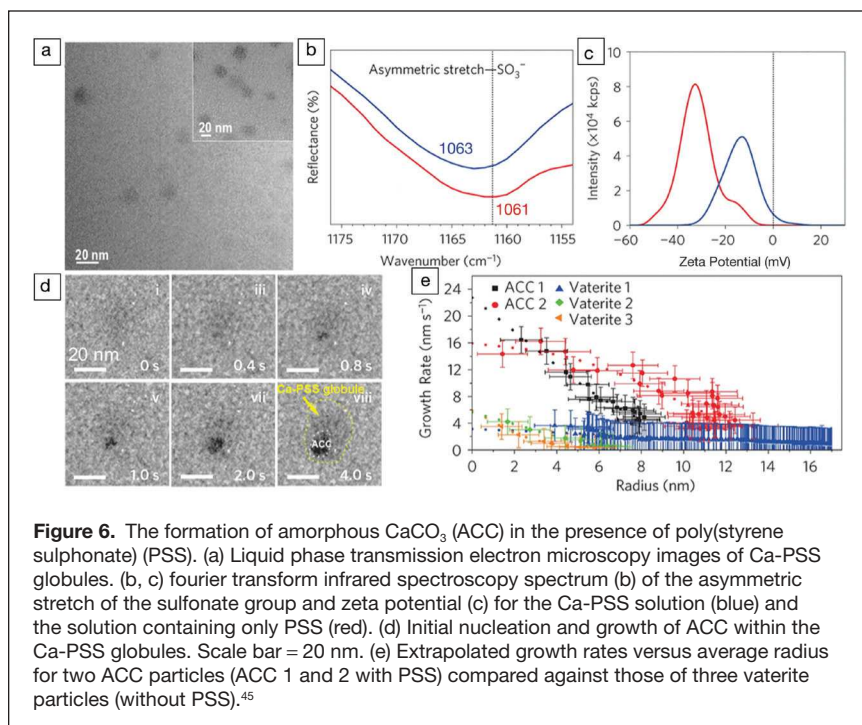 a
20 nm
20 nm
b
Asymmetric stretch—SO₃⁻
1063
1061
Reflectance (%)
1175 1170 1165 1160 1155
Wavenumber (cm⁻¹)
c
Intensity (×10⁴ kcps)
10
8
6
4
2
0
−60 −40 −20 0 20
Zeta Potential (mV)
d
i
20 nm
0 s
iii
0.4 s
iv
0.8 s
v
1.0 s
vii
2.0 s
viii
Ca-PSS globule
ACC
4.0 s
e
ACC 1
ACC 2
Vaterite 1
Vaterite 2
Vaterite 3
Growth Rate (nm s⁻¹)
24
20
16
12
8
4
0
0 2 4 6 8 10 12 14 16
Radius (nm)
Figure 6. The formation of amorphous CaCO₃ (ACC) in the presence of poly(styrene
sulphonate) (PSS). (a) Liquid phase transmission electron microscopy images of Ca-PSS
globules. (b, c) fourier transform infrared spectroscopy spectrum (b) of the asymmetric
stretch of the sulfonate group and zeta potential (c) for the Ca-PSS solution (blue) and
the solution containing only PSS (red). (d) Initial nucleation and growth of ACC within the
Ca-PSS globules. Scale bar = 20 nm. (e) Extrapolated growth rates versus average radius
for two ACC particles (ACC 1 and 2 with PSS) compared against those of three vaterite
particles (without PSS).⁴⁵